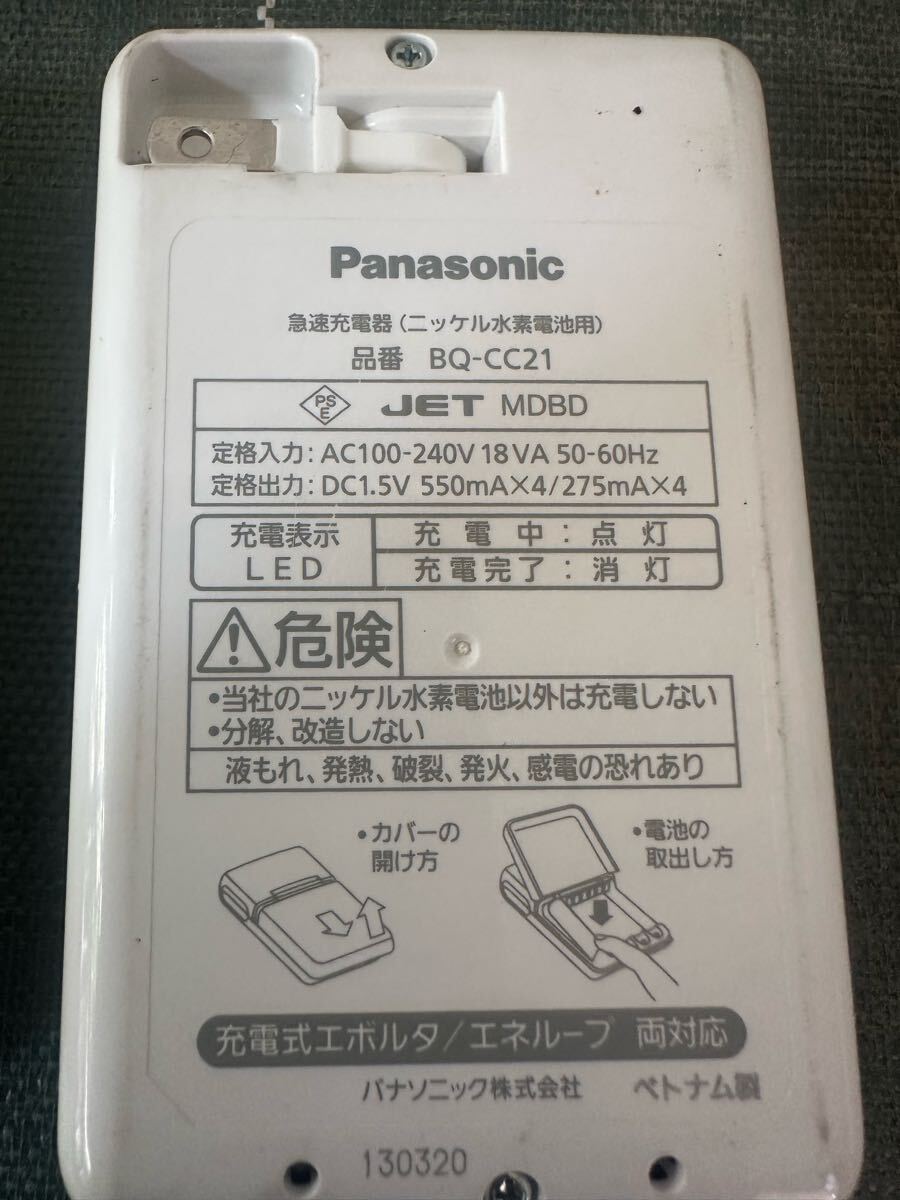 Panasonic
急速充電器(ニッケル水素電池用)
品番 BQ-CC21
PSE JET MDBD
定格入力:AC100-240V 18VA 50-60Hz
定格出力:DC1.5V 550mA×4/275mA×4
充電表示 LED
充電中:点灯
充電完了:消灯
危険
•当社のニッケル水素電池以外は充電しない
•分解、改造しない
液もれ、発熱、破裂、発火、感電の恐れあり
•カバーの
開け方
•電池の
取出し方
充電式エボルタ/エネループ 両対応
パナソニック株式会社 ベトナム製
130320